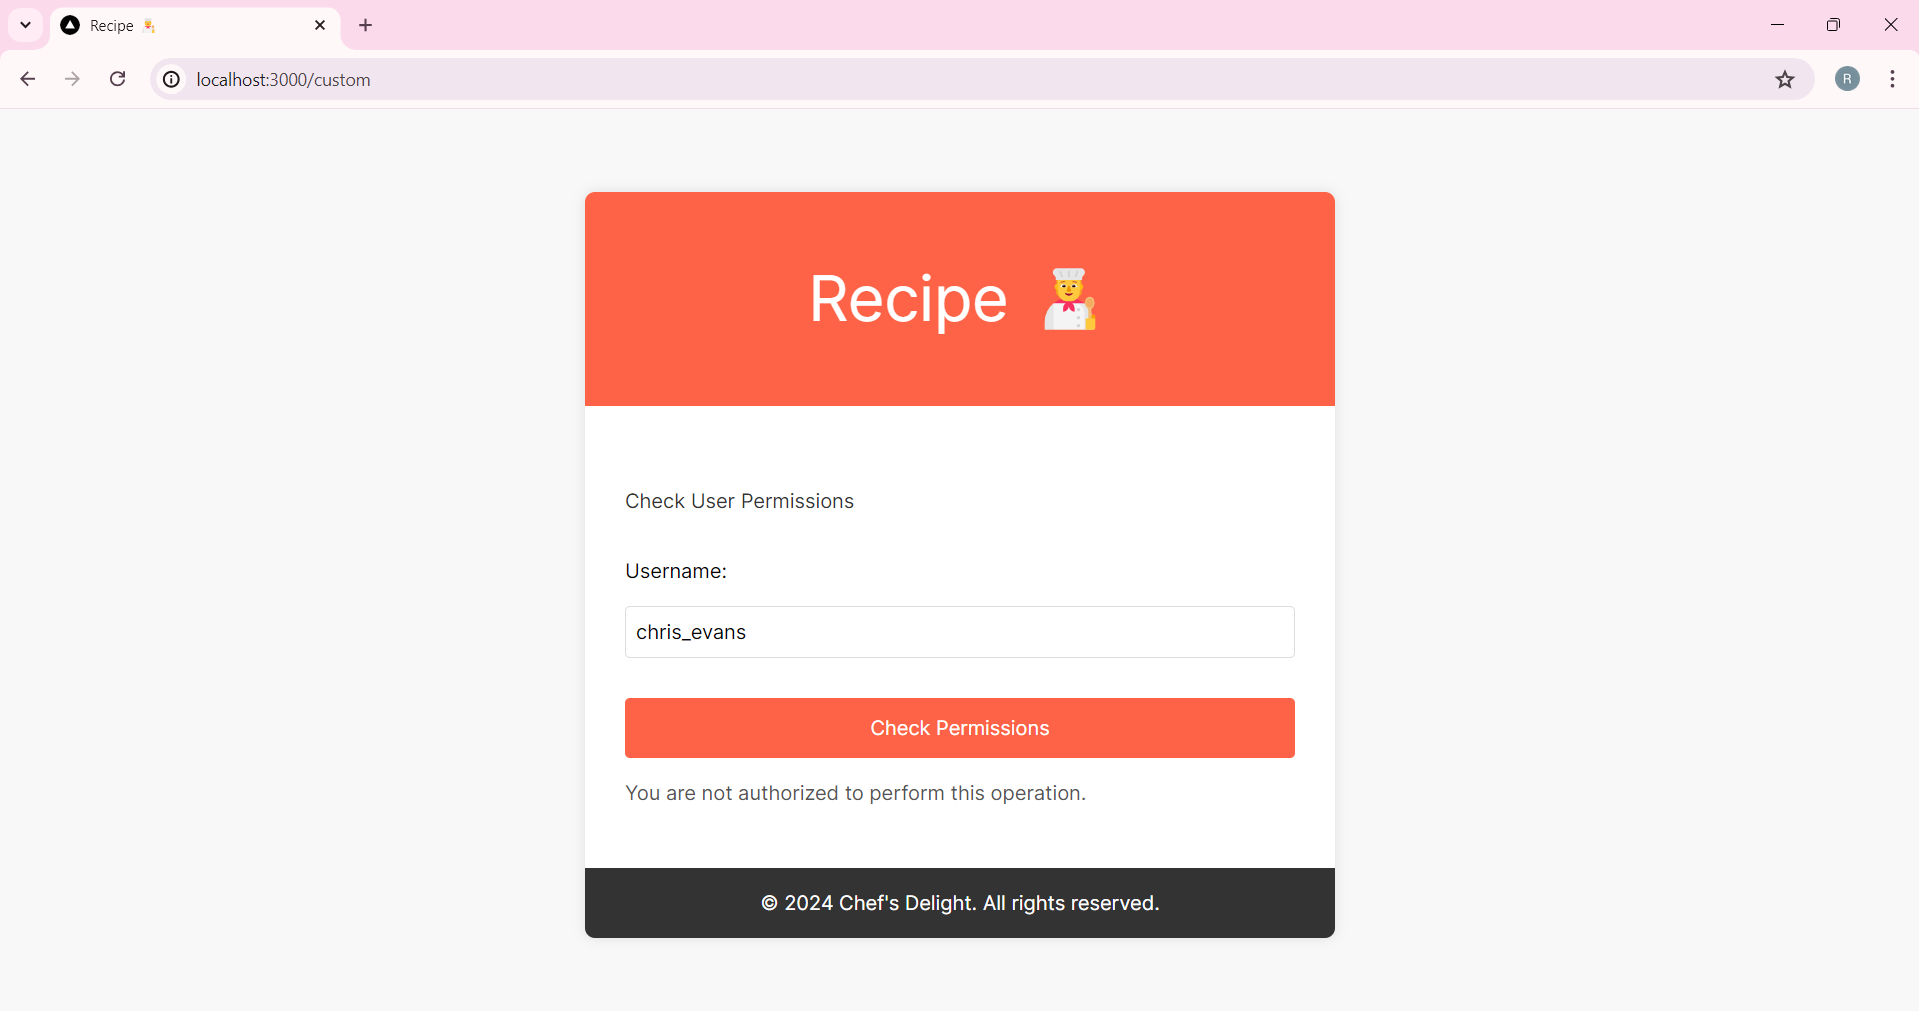 Recipe
localhost:3000/custom
R
Recipe
Check User Permissions
Username:
chris_evans
Check Permissions
You are not authorized to perform this operation.
© 2024 Chef's Delight. All rights reserved.